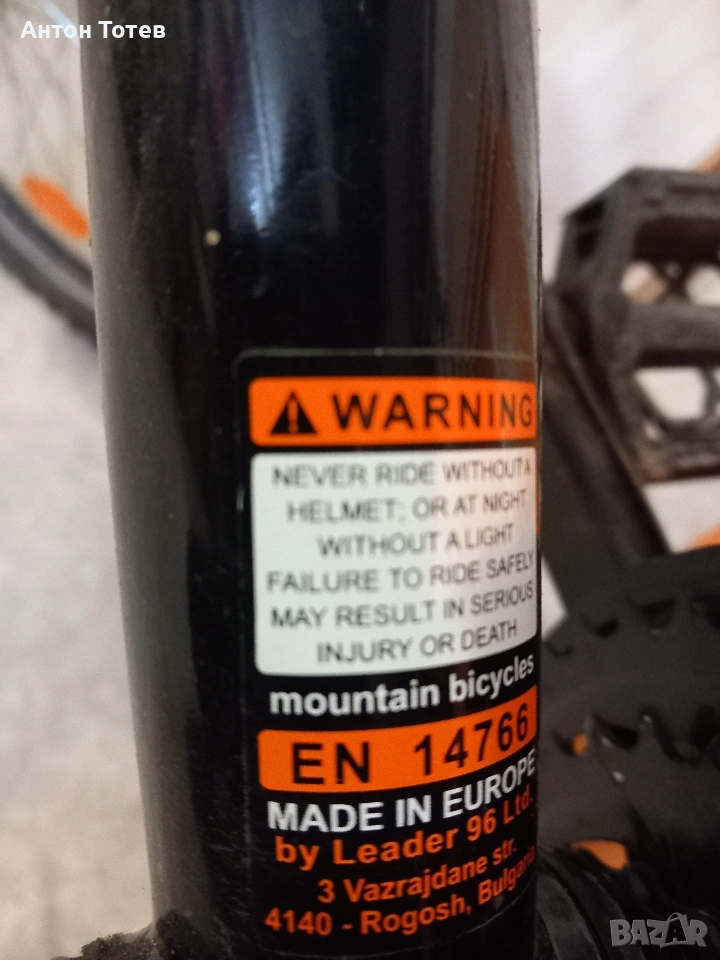 Антон Тотев
WARNING
NEVER RIDE WITHOUT A
HELMET; OR AT NIGHT
WITHOUT A LIGHT
FAILURE TO RIDE SAFELY
MAY RESULT IN SERIOUS
INJURY OR DEATH
mountain bicycles
EN 14766
MADE IN EUROPE
by Leader 96 Ltd.
3 Vazrajdane str.
4140 - Rogosh, Bulgaria
BAZAR